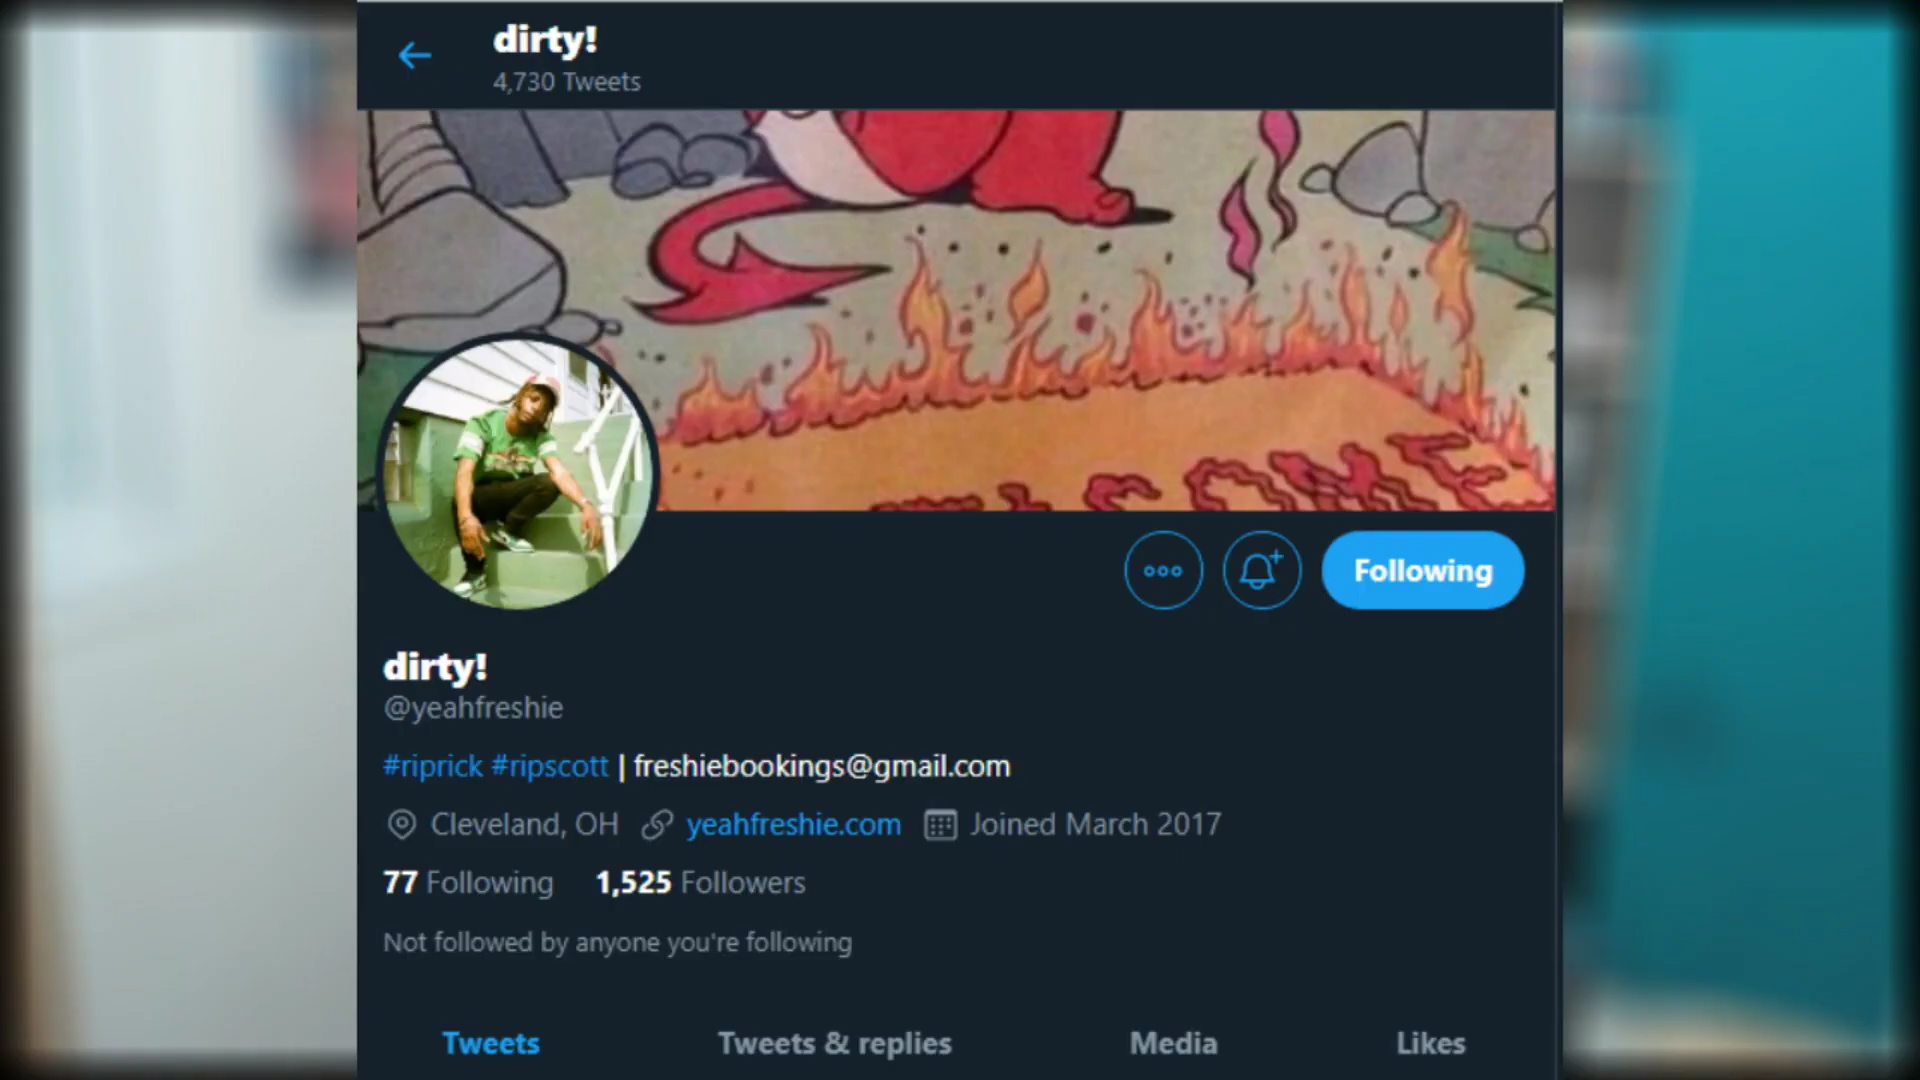 dirty!
4,730 Tweets
Following
dirty!
@yeahfreshie
#riprick #ripscott | freshiebookings@gmail.com
Cleveland, OH yeahfreshie.com Joined March 2017
77 Following 1,525 Followers
Not followed by anyone you're following
Tweets Tweets & replies Media Likes